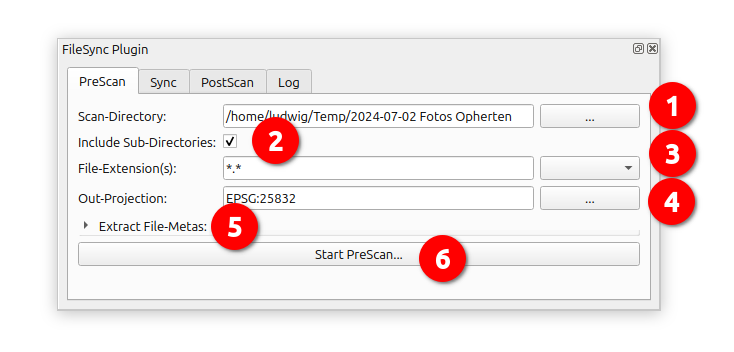 FileSync Plugin
PreScan Sync PostScan Log
Scan-Directory: /home/ludwig/Temp/2024-07-02 Fotos Opherten ... 1
Include Sub-Directories: 2
File-Extension(s): *.* 3
Out-Projection: EPSG:25832 ... 4
Extract File-Metas: 5
Start PreScan... 6